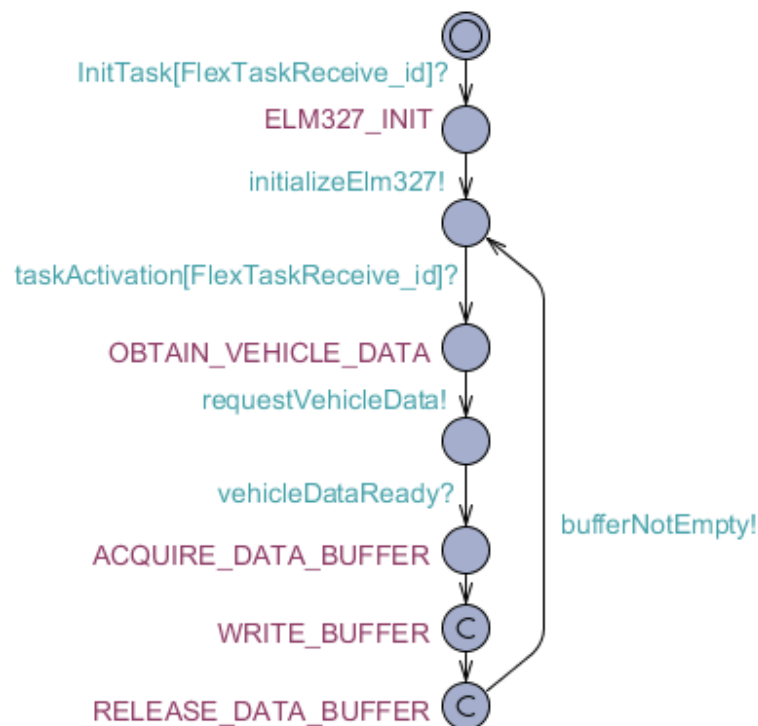 InitTask[FlexTaskReceive_id]?
ELM327_INIT
initializeElm327!
taskActivation[FlexTaskReceive_id]?
OBTAIN_VEHICLE_DATA
requestVehicleData!
vehicleDataReady?
bufferNotEmpty!
ACQUIRE_DATA_BUFFER
WRITE_BUFFER
C
RELEASE_DATA_BUFFER
C